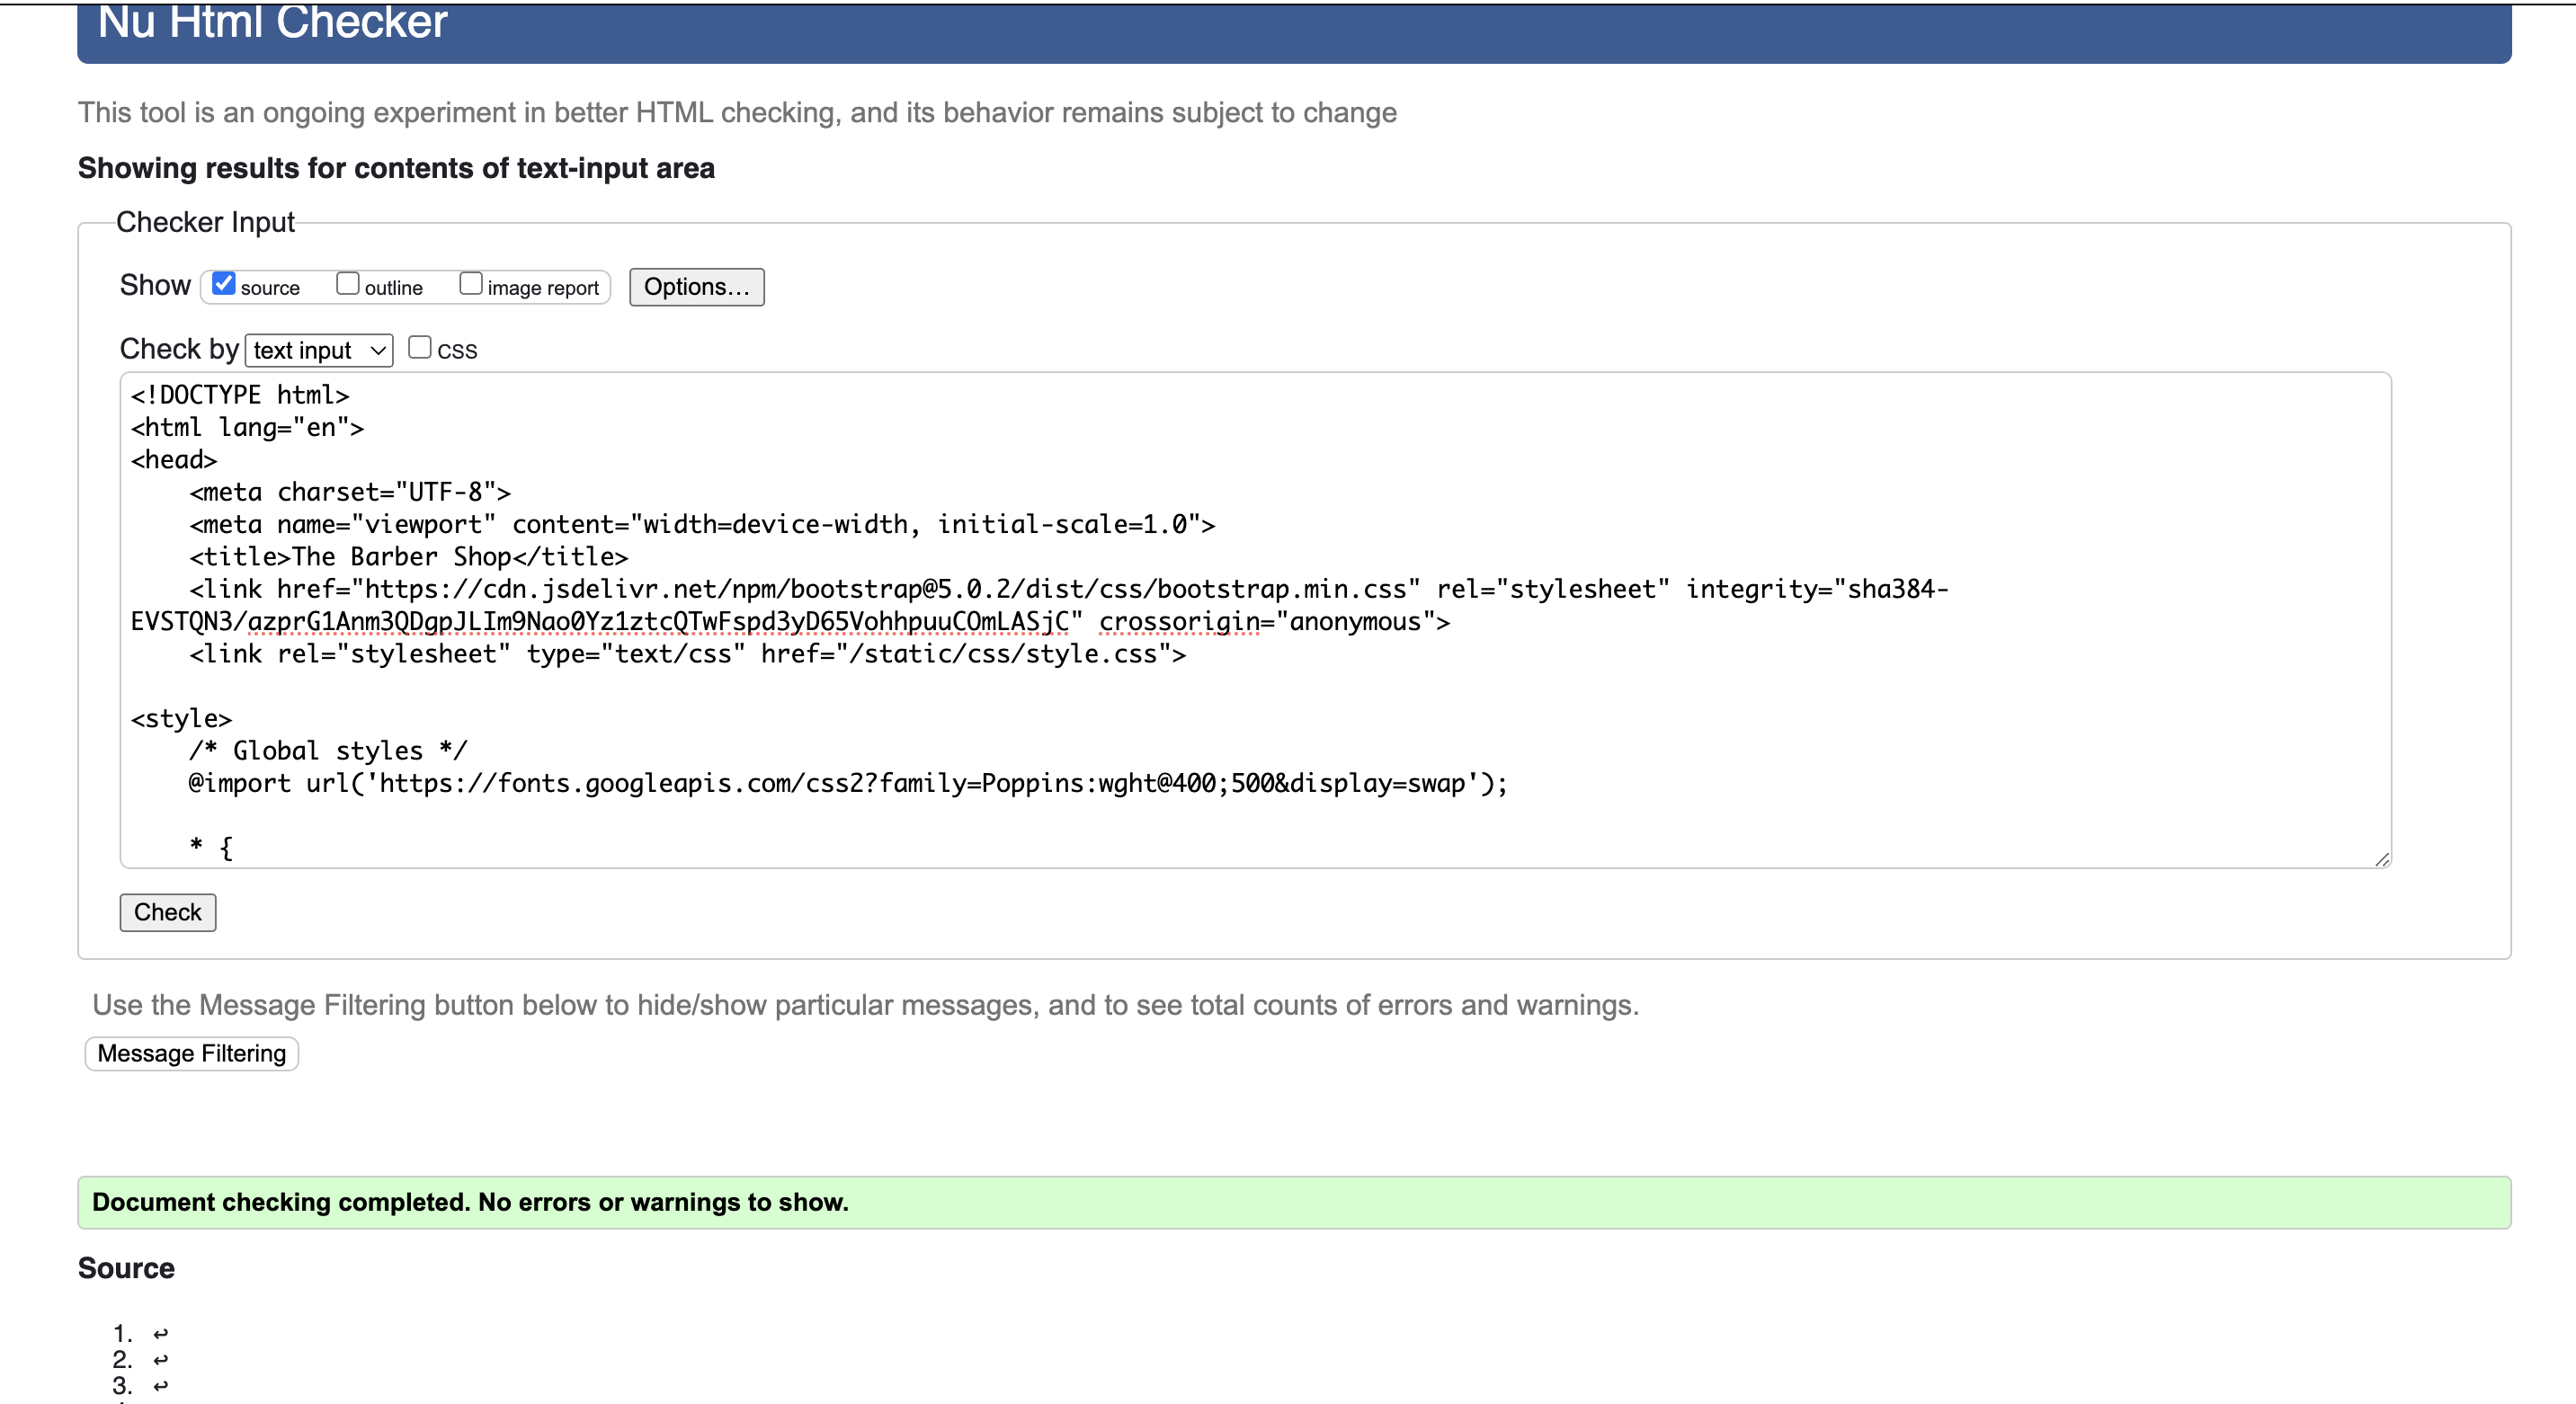 Nu Html Checker
This tool is an ongoing experiment in better HTML checking, and its behavior remains subject to change
Showing results for contents of text-input area
Checker Input
Show source outline image report Options...
Check by text input CSS
<!DOCTYPE html>
<html lang="en">
<head>
    <meta charset="UTF-8">
    <meta name="viewport" content="width=device-width, initial-scale=1.0">
    <title>The Barber Shop</title>
    <link href="https://cdn.jsdelivr.net/npm/bootstrap@5.0.2/dist/css/bootstrap.min.css" rel="stylesheet" integrity="sha384-
EVSTQN3/azprG1Anm3QDgpJLIm9Nao0Yz1ztcQTwFspd3yD65VohhpuuCOmLASjC" crossorigin="anonymous">
    <link rel="stylesheet" type="text/css" href="/static/css/style.css">
<style>
    /* Global styles */
    @import url('https://fonts.googleapis.com/css2?family=Poppins:wght@400;500&display=swap');
    * {
Check
Use the Message Filtering button below to hide/show particular messages, and to see total counts of errors and warnings.
Message Filtering
Document checking completed. No errors or warnings to show.
Source
1. ↩
2. ↩
3. ↩